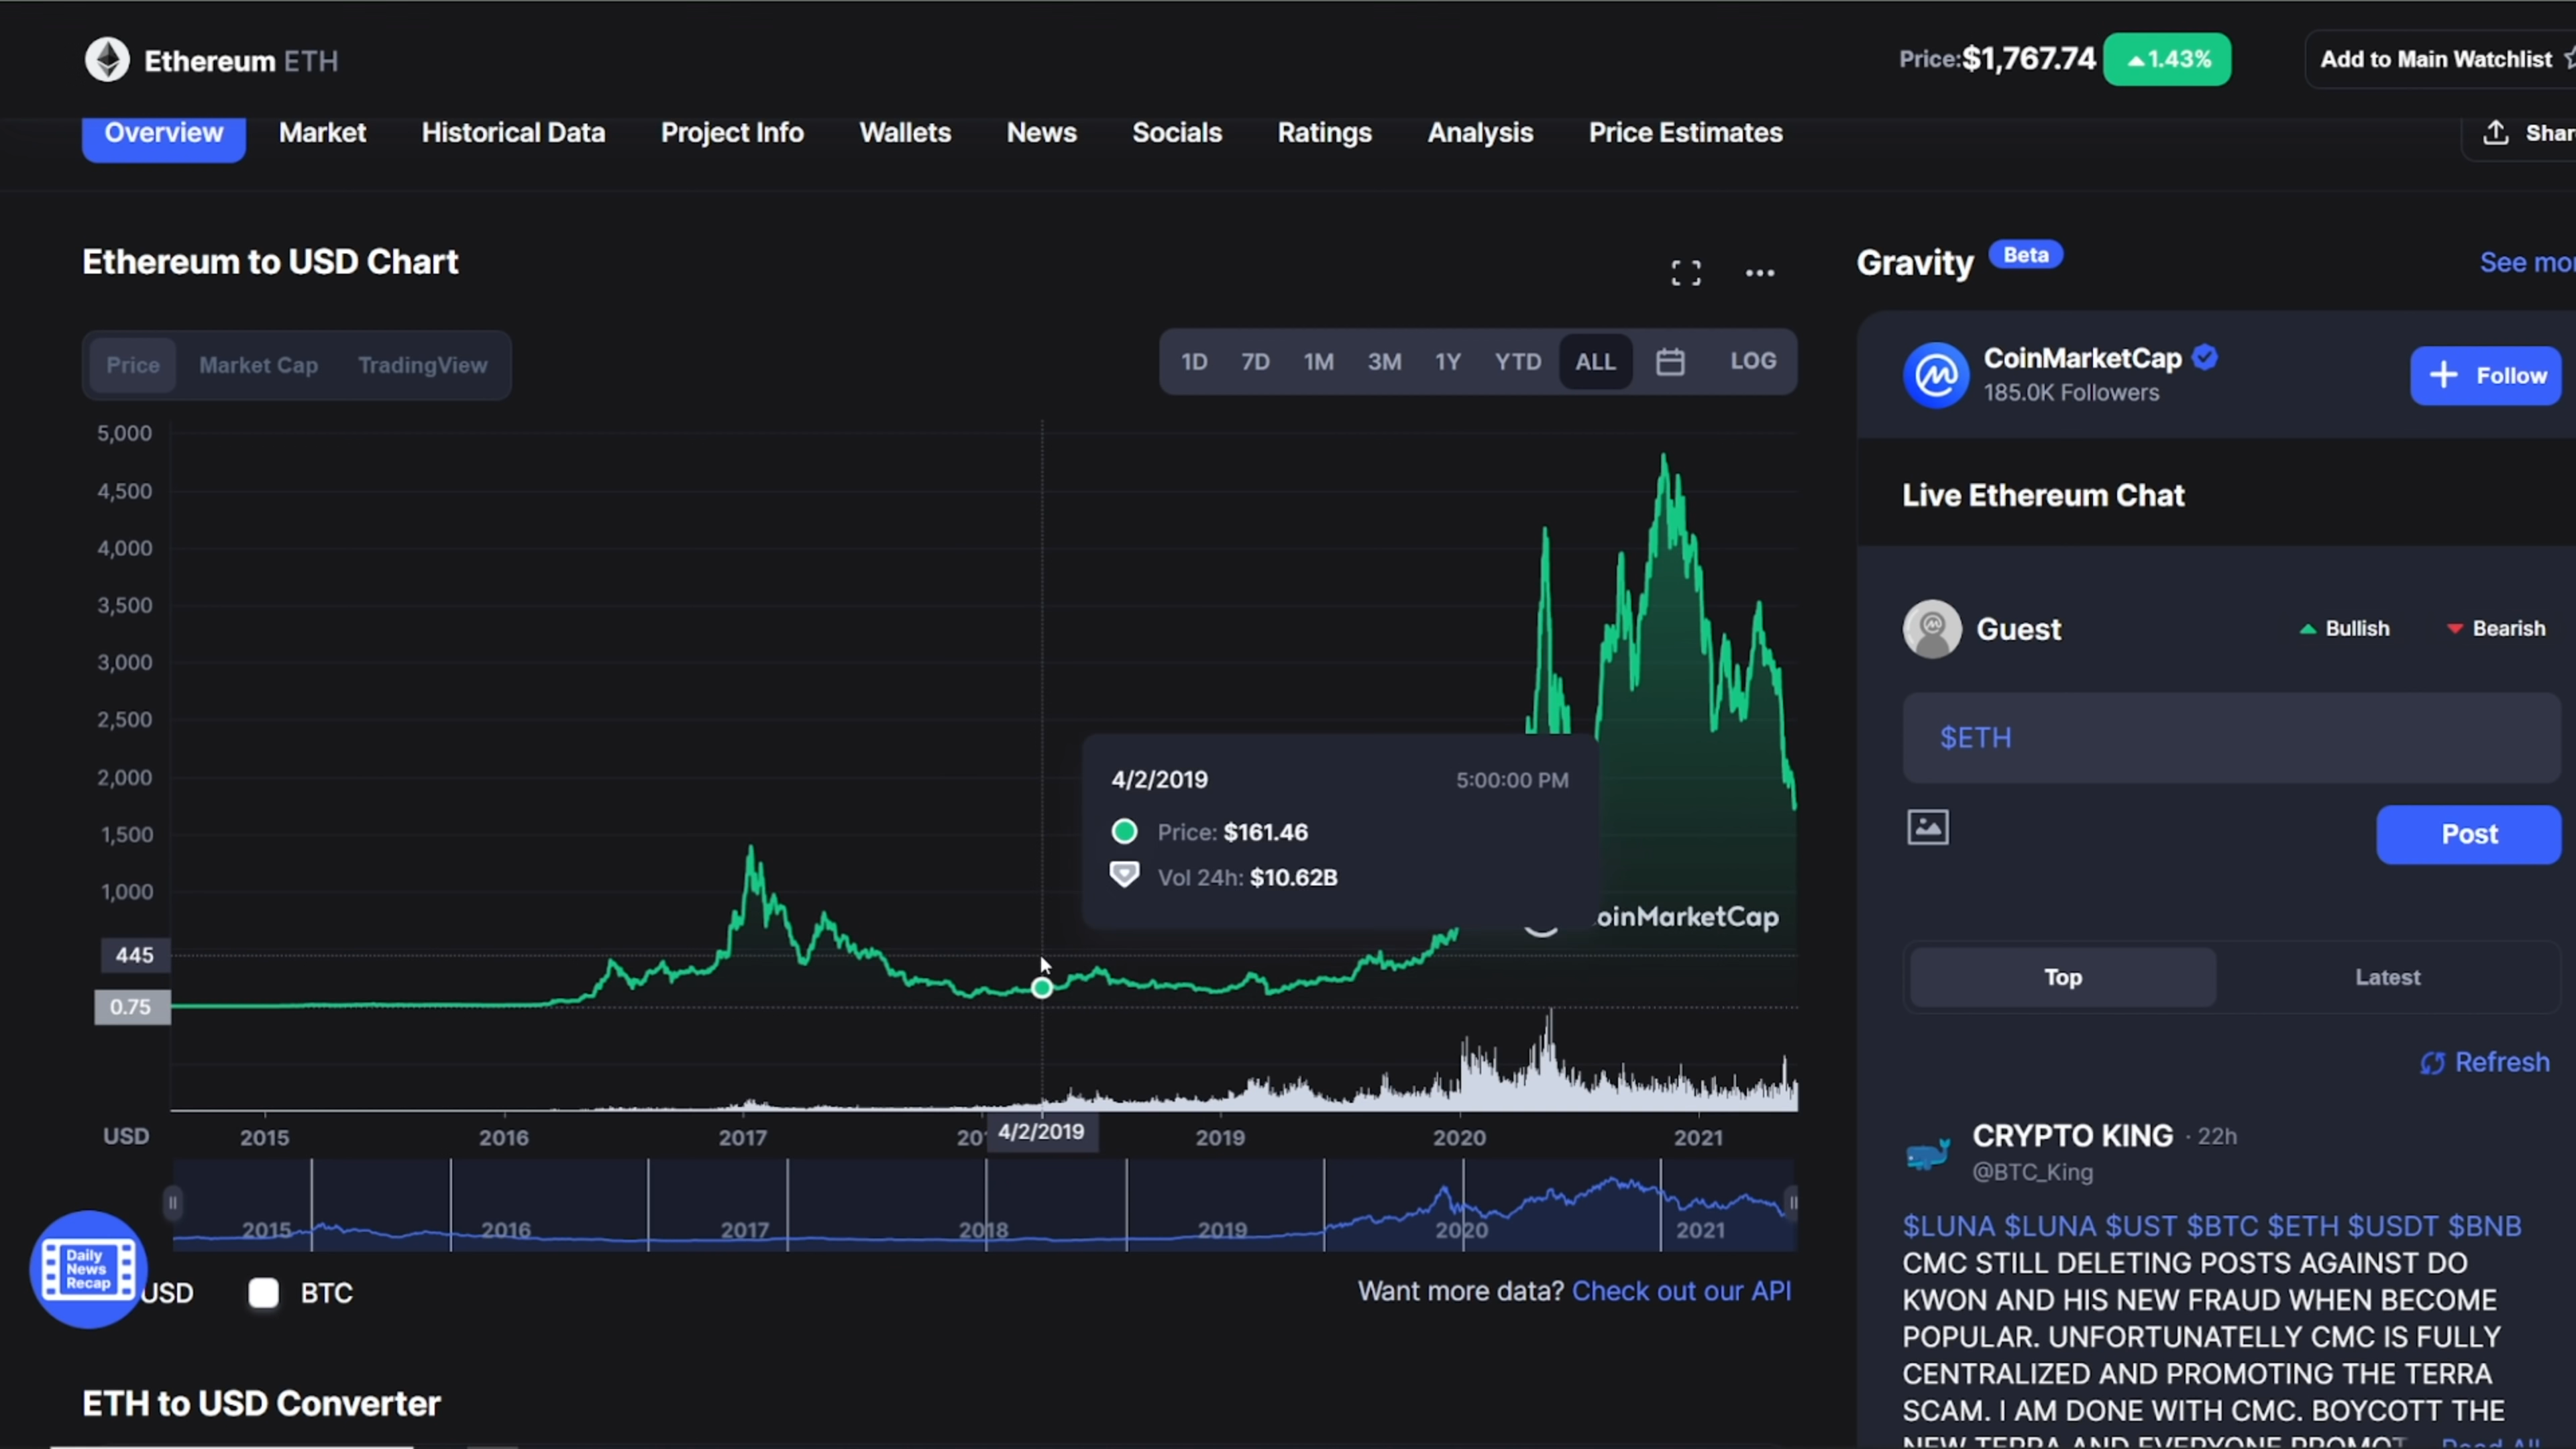 Ethereum ETH
Price:$1,767.74 1.43%
Add to Main Watchlist
Overview Market Historical Data Project Info Wallets News Socials Ratings Analysis Price Estimates
Ethereum to USD Chart
Price Market Cap TradingView
1D 7D 1M 3M 1Y YTD ALL LOG
5,000
4,500
4,000
3,500
3,000
2,500
2,000
1,500
1,000
445
0.75
4/2/2019 5:00:00 PM
Price: $161.46
Vol 24h: $10.62B
oinMarketCap
USD 2015 2016 2017 4/2/2019 2019 2020 2021
2015 2016 2017 2018 2019 2020 2021
Daily
News
Recap
USD BTC
Want more data? Check out our API
ETH to USD Converter
Gravity Beta
See
CoinMarketCap
185.0K Followers
+ Follow
Live Ethereum Chat
Guest Bullish Bearish
$ETH
Post
Top Latest
Refresh
CRYPTO KING · 22h
@BTC_King
$LUNA $LUNA $UST $BTC $ETH $USDT $BNB
CMC STILL DELETING POSTS AGAINST DO
KWON AND HIS NEW FRAUD WHEN BECOME
POPULAR. UNFORTUNATELLY CMC IS FULLY
CENTRALIZED AND PROMOTING THE TERRA
SCAM. I AM DONE WITH CMC. BOYCOTT THE
NEW TERRA AND EVERYONE